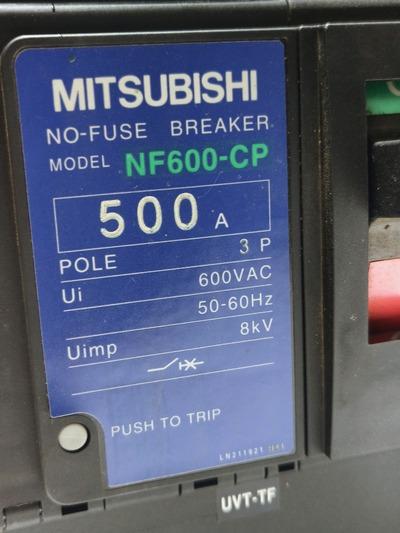 MITSUBISHI
NO-FUSE BREAKER
MODEL NF600-CP
500 A
POLE 3 P
Ui 600VAC
50-60Hz
Uimp 8kV
PUSH TO TRIP
LN211921
UVT-TF